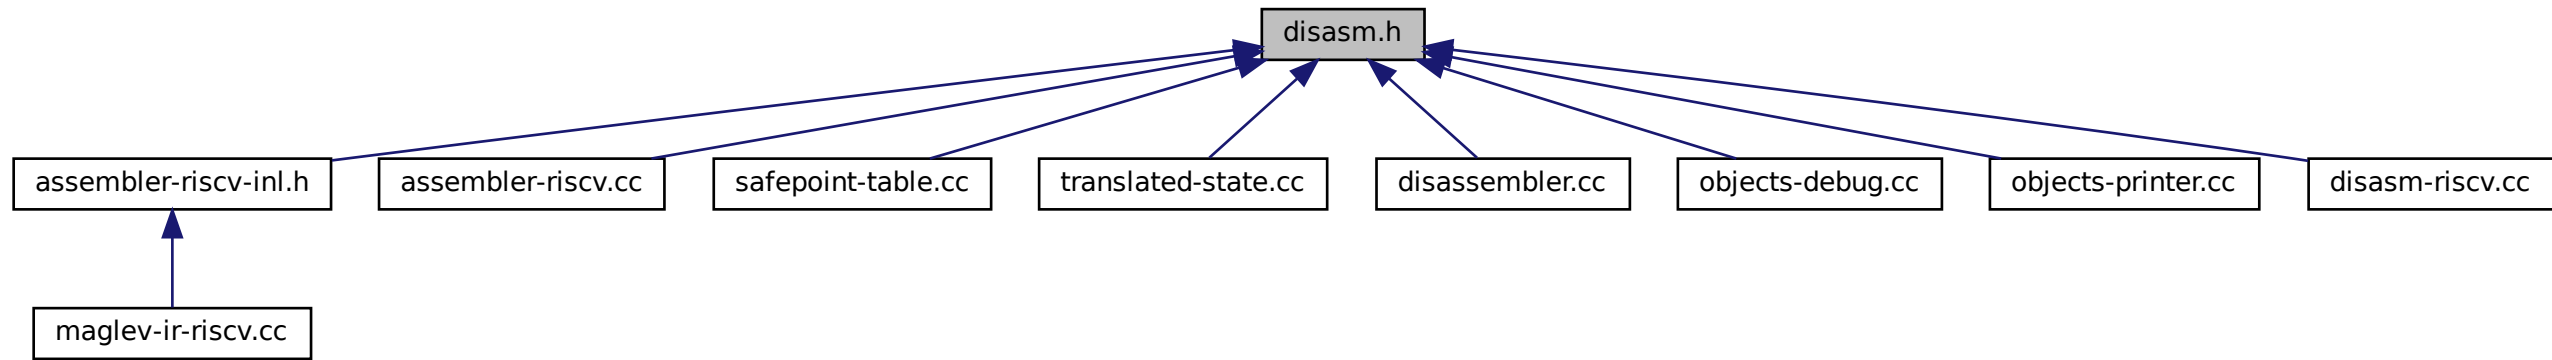 disasm.h
assembler-riscv-inl.h
assembler-riscv.cc
safepoint-table.cc
translated-state.cc
disassembler.cc
objects-debug.cc
objects-printer.cc
disasm-riscv.cc
maglev-ir-riscv.cc